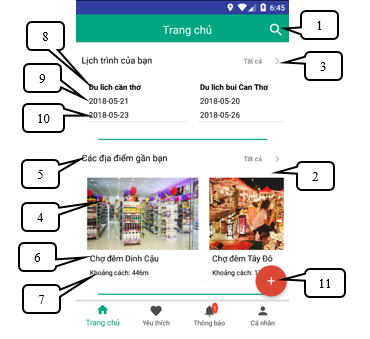 6:45
Trang chủ
1
8
Lịch trình của bạn
Tất cả
3
Du lich cần thơ
Du lich bui Can Thơ
9
2018-05-21
2018-05-20
10
2018-05-23
2018-05-26
5
Các địa điểm gần bạn
Tất cả
2
4
6
Chợ đêm Dinh Cậu
Chợ đêm Tây Đô
7
Khoảng cách: 446m
Khoảng cách:
+
11
Trang chủ
Yêu thích
Thông báo
Cá nhân